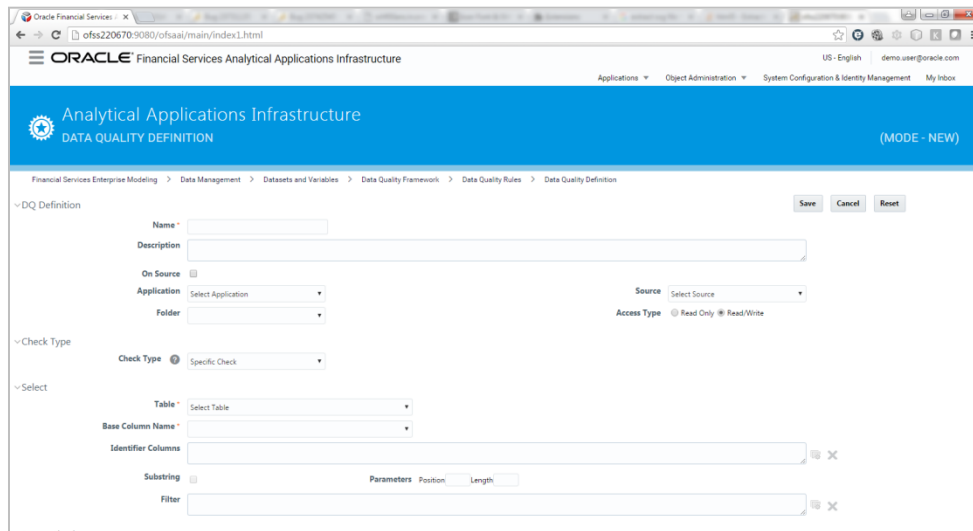 Oracle Financial Services A
ofss220670:9080/ofsaai/main/index1.html
ORACLE Financial Services Analytical Applications Infrastructure
US - English demo.user@oracle.com
Applications Object Administration System Configuration & Identity Management My Inbox
Analytical Applications Infrastructure
DATA QUALITY DEFINITION
(MODE - NEW)
Financial Services Enterprise Modeling > Data Management > Datasets and Variables > Data Quality Framework > Data Quality Rules > Data Quality Definition
DQ Definition
Save Cancel Reset
Name *
Description
On Source
Application Select Application Source Select Source
Folder Access Type Read Only Read/Write
Check Type
Check Type Specific Check
Select
Table * Select Table
Base Column Name *
Identifier Columns
Substring Parameters Position Length
Filter